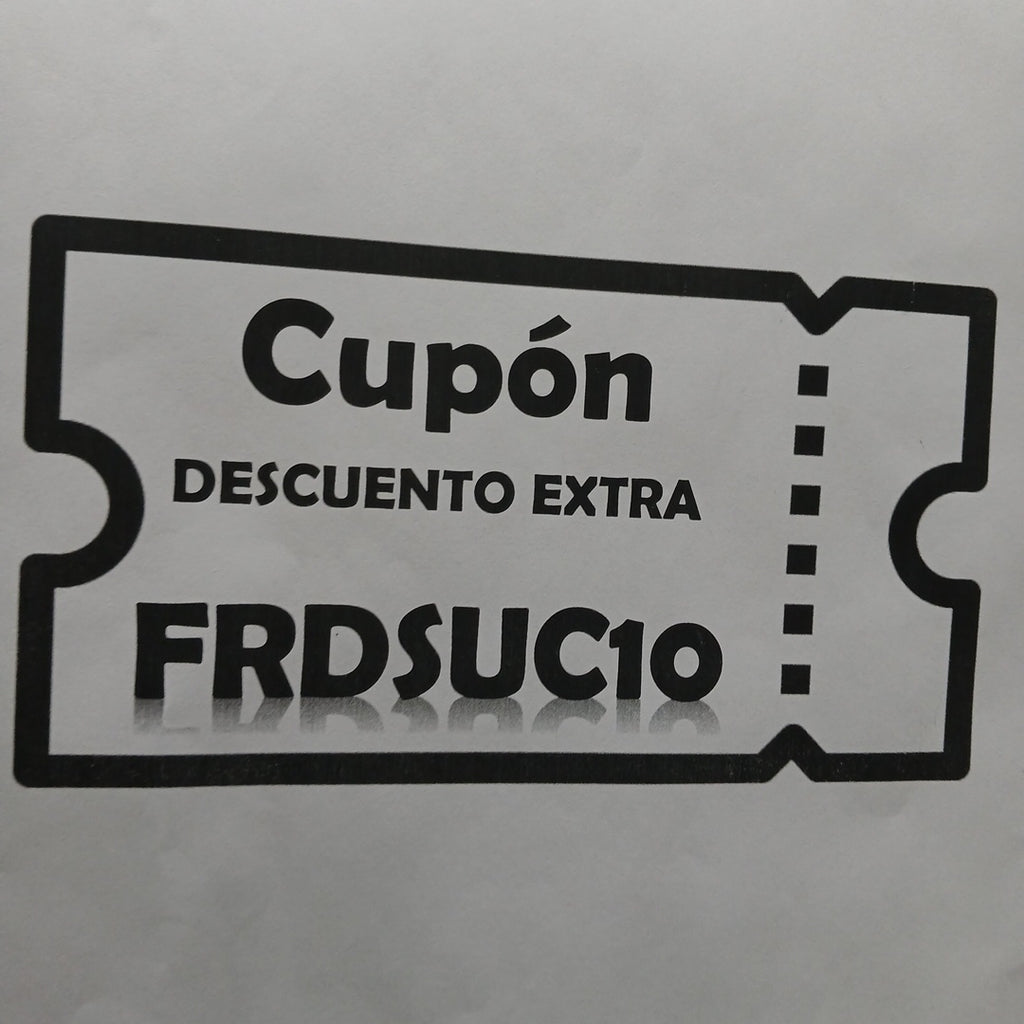 Cupón
DESCUENTO EXTRA
FRDSUC10